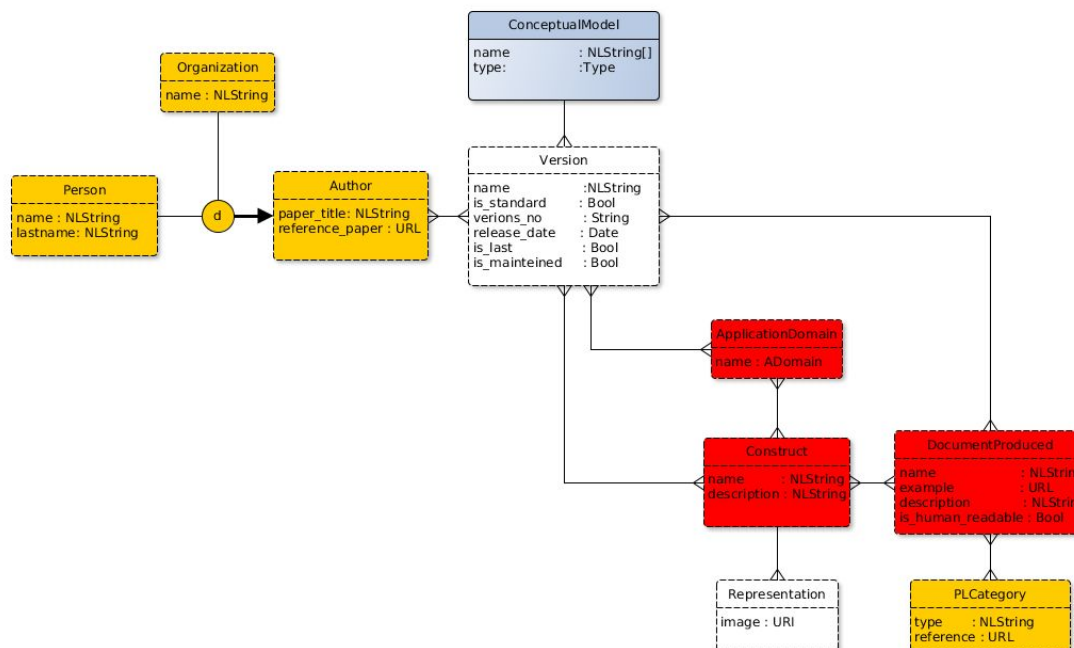 ConceptualModel
name : NLString[]
type: :Type
Organization
name : NLString
Version
name :NLString
is_standard : Bool
verions_no : String
release_date : Date
is_last : Bool
is_mainteined : Bool
Person
name : NLString
lastname: NLString
d
Author
paper_title: NLString
reference_paper : URL
ApplicationDomain
name : ADomain
Construct
name : NLString
description : NLString
DocumentProduced
name : NLStrin
example : URL
description : NLStrin
is_human_readable : Bool
Representation
image : URI
PLCategory
type : NLString
reference : URL